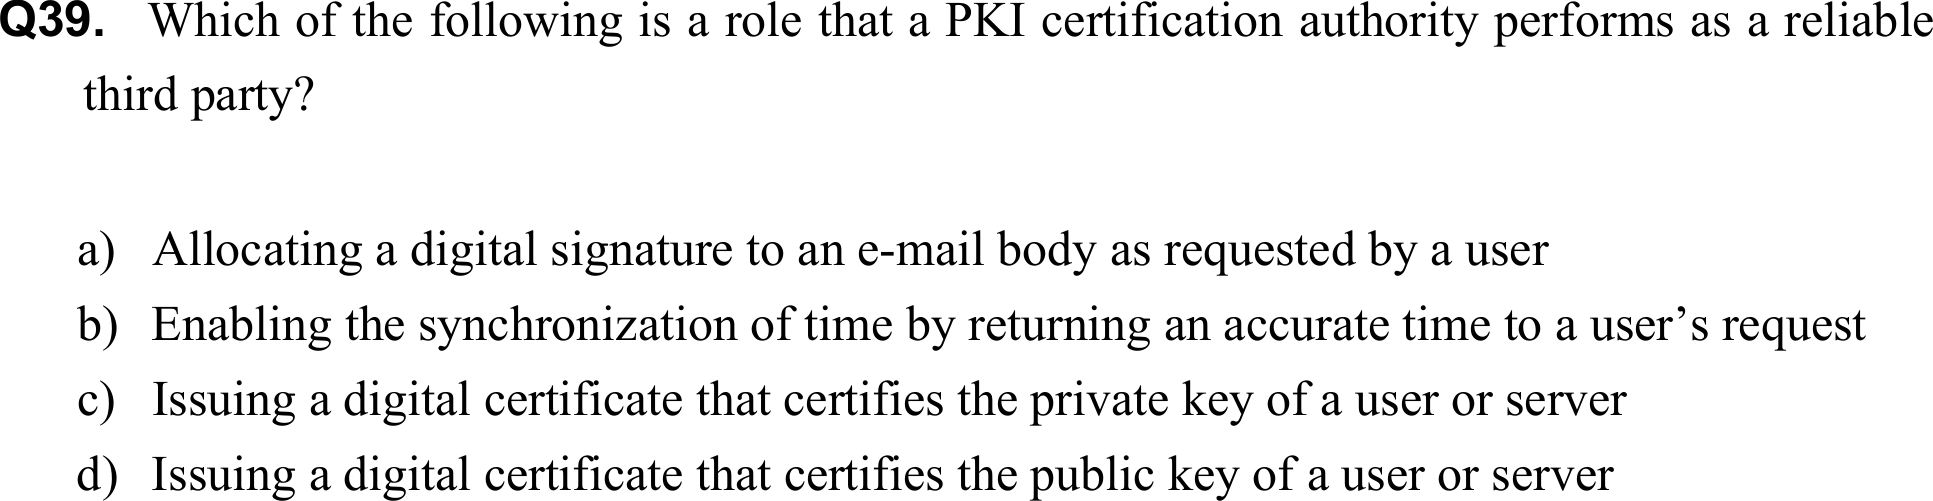 Q39. Which of the following is a role that a PKI certification authority performs as a reliable
third party?
a) Allocating a digital signature to an e-mail body as requested by a user
b) Enabling the synchronization of time by returning an accurate time to a user’s request
c) Issuing a digital certificate that certifies the private key of a user or server
d) Issuing a digital certificate that certifies the public key of a user or server